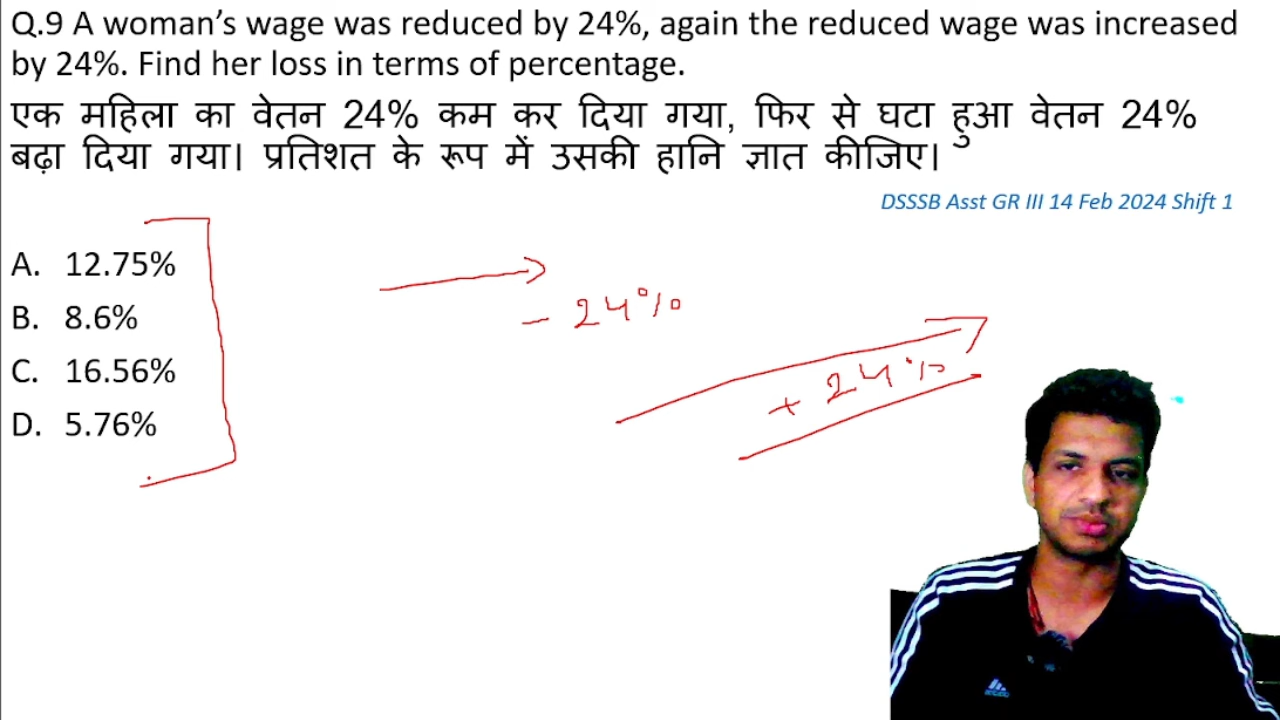 Q.9 A woman’s wage was reduced by 24%, again the reduced wage was increased
by 24%. Find her loss in terms of percentage.
एक महिला का वेतन 24% कम कर दिया गया, फिर से घटा हुआ वेतन 24%
बढ़ा दिया गया। प्रतिशत के रूप में उसकी हानि ज्ञात कीजिए।
DSSSB Asst GR III 14 Feb 2024 Shift 1
A. 12.75%
B. 8.6%
C. 16.56%
D. 5.76%
- 24%
+ 24%